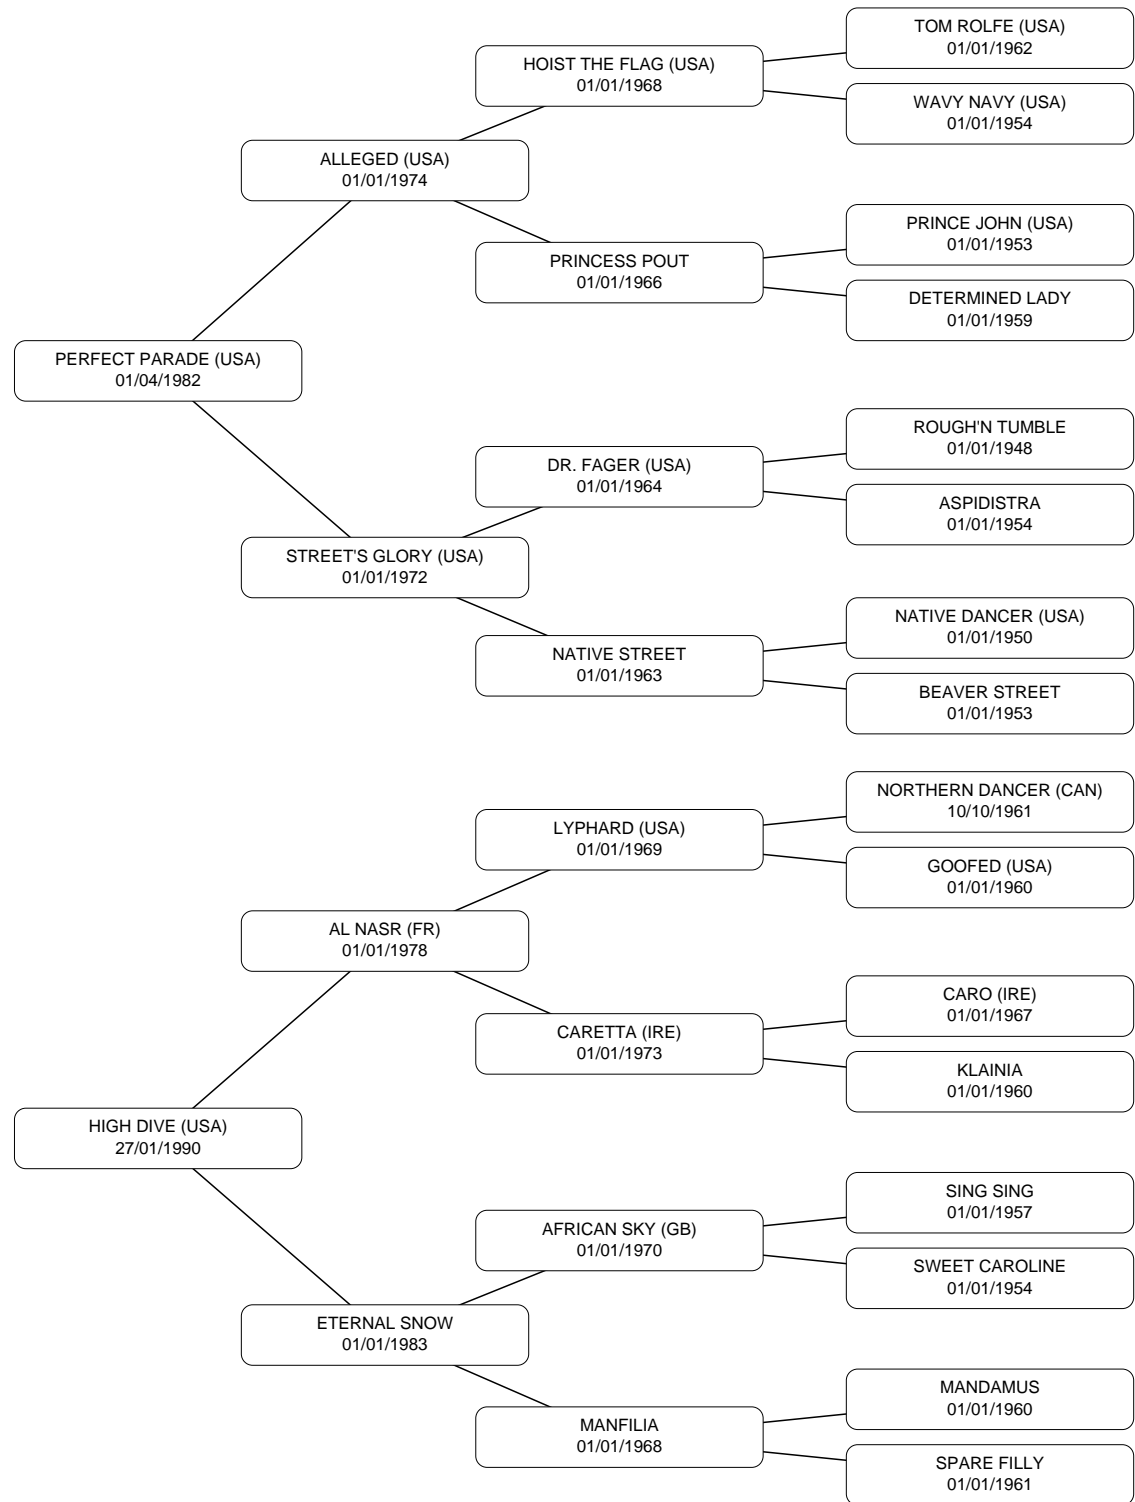 TOM ROLFE (USA)
01/01/1962
HOIST THE FLAG (USA)
01/01/1968
WAVY NAVY (USA)
01/01/1954
ALLEGED (USA)
01/01/1974
PRINCE JOHN (USA)
01/01/1953
PRINCESS POUT
01/01/1966
DETERMINED LADY
01/01/1959
PERFECT PARADE (USA)
01/04/1982
ROUGH'N TUMBLE
01/01/1948
DR. FAGER (USA)
01/01/1964
ASPIDISTRA
01/01/1954
STREET'S GLORY (USA)
01/01/1972
NATIVE DANCER (USA)
01/01/1950
NATIVE STREET
01/01/1963
BEAVER STREET
01/01/1953
NORTHERN DANCER (CAN)
10/10/1961
LYPHARD (USA)
01/01/1969
GOOFED (USA)
01/01/1960
AL NASR (FR)
01/01/1978
CARO (IRE)
01/01/1967
CARETTA (IRE)
01/01/1973
KLAINIA
01/01/1960
HIGH DIVE (USA)
27/01/1990
SING SING
01/01/1957
AFRICAN SKY (GB)
01/01/1970
SWEET CAROLINE
01/01/1954
ETERNAL SNOW
01/01/1983
MANDAMUS
01/01/1960
MANFILIA
01/01/1968
SPARE FILLY
01/01/1961